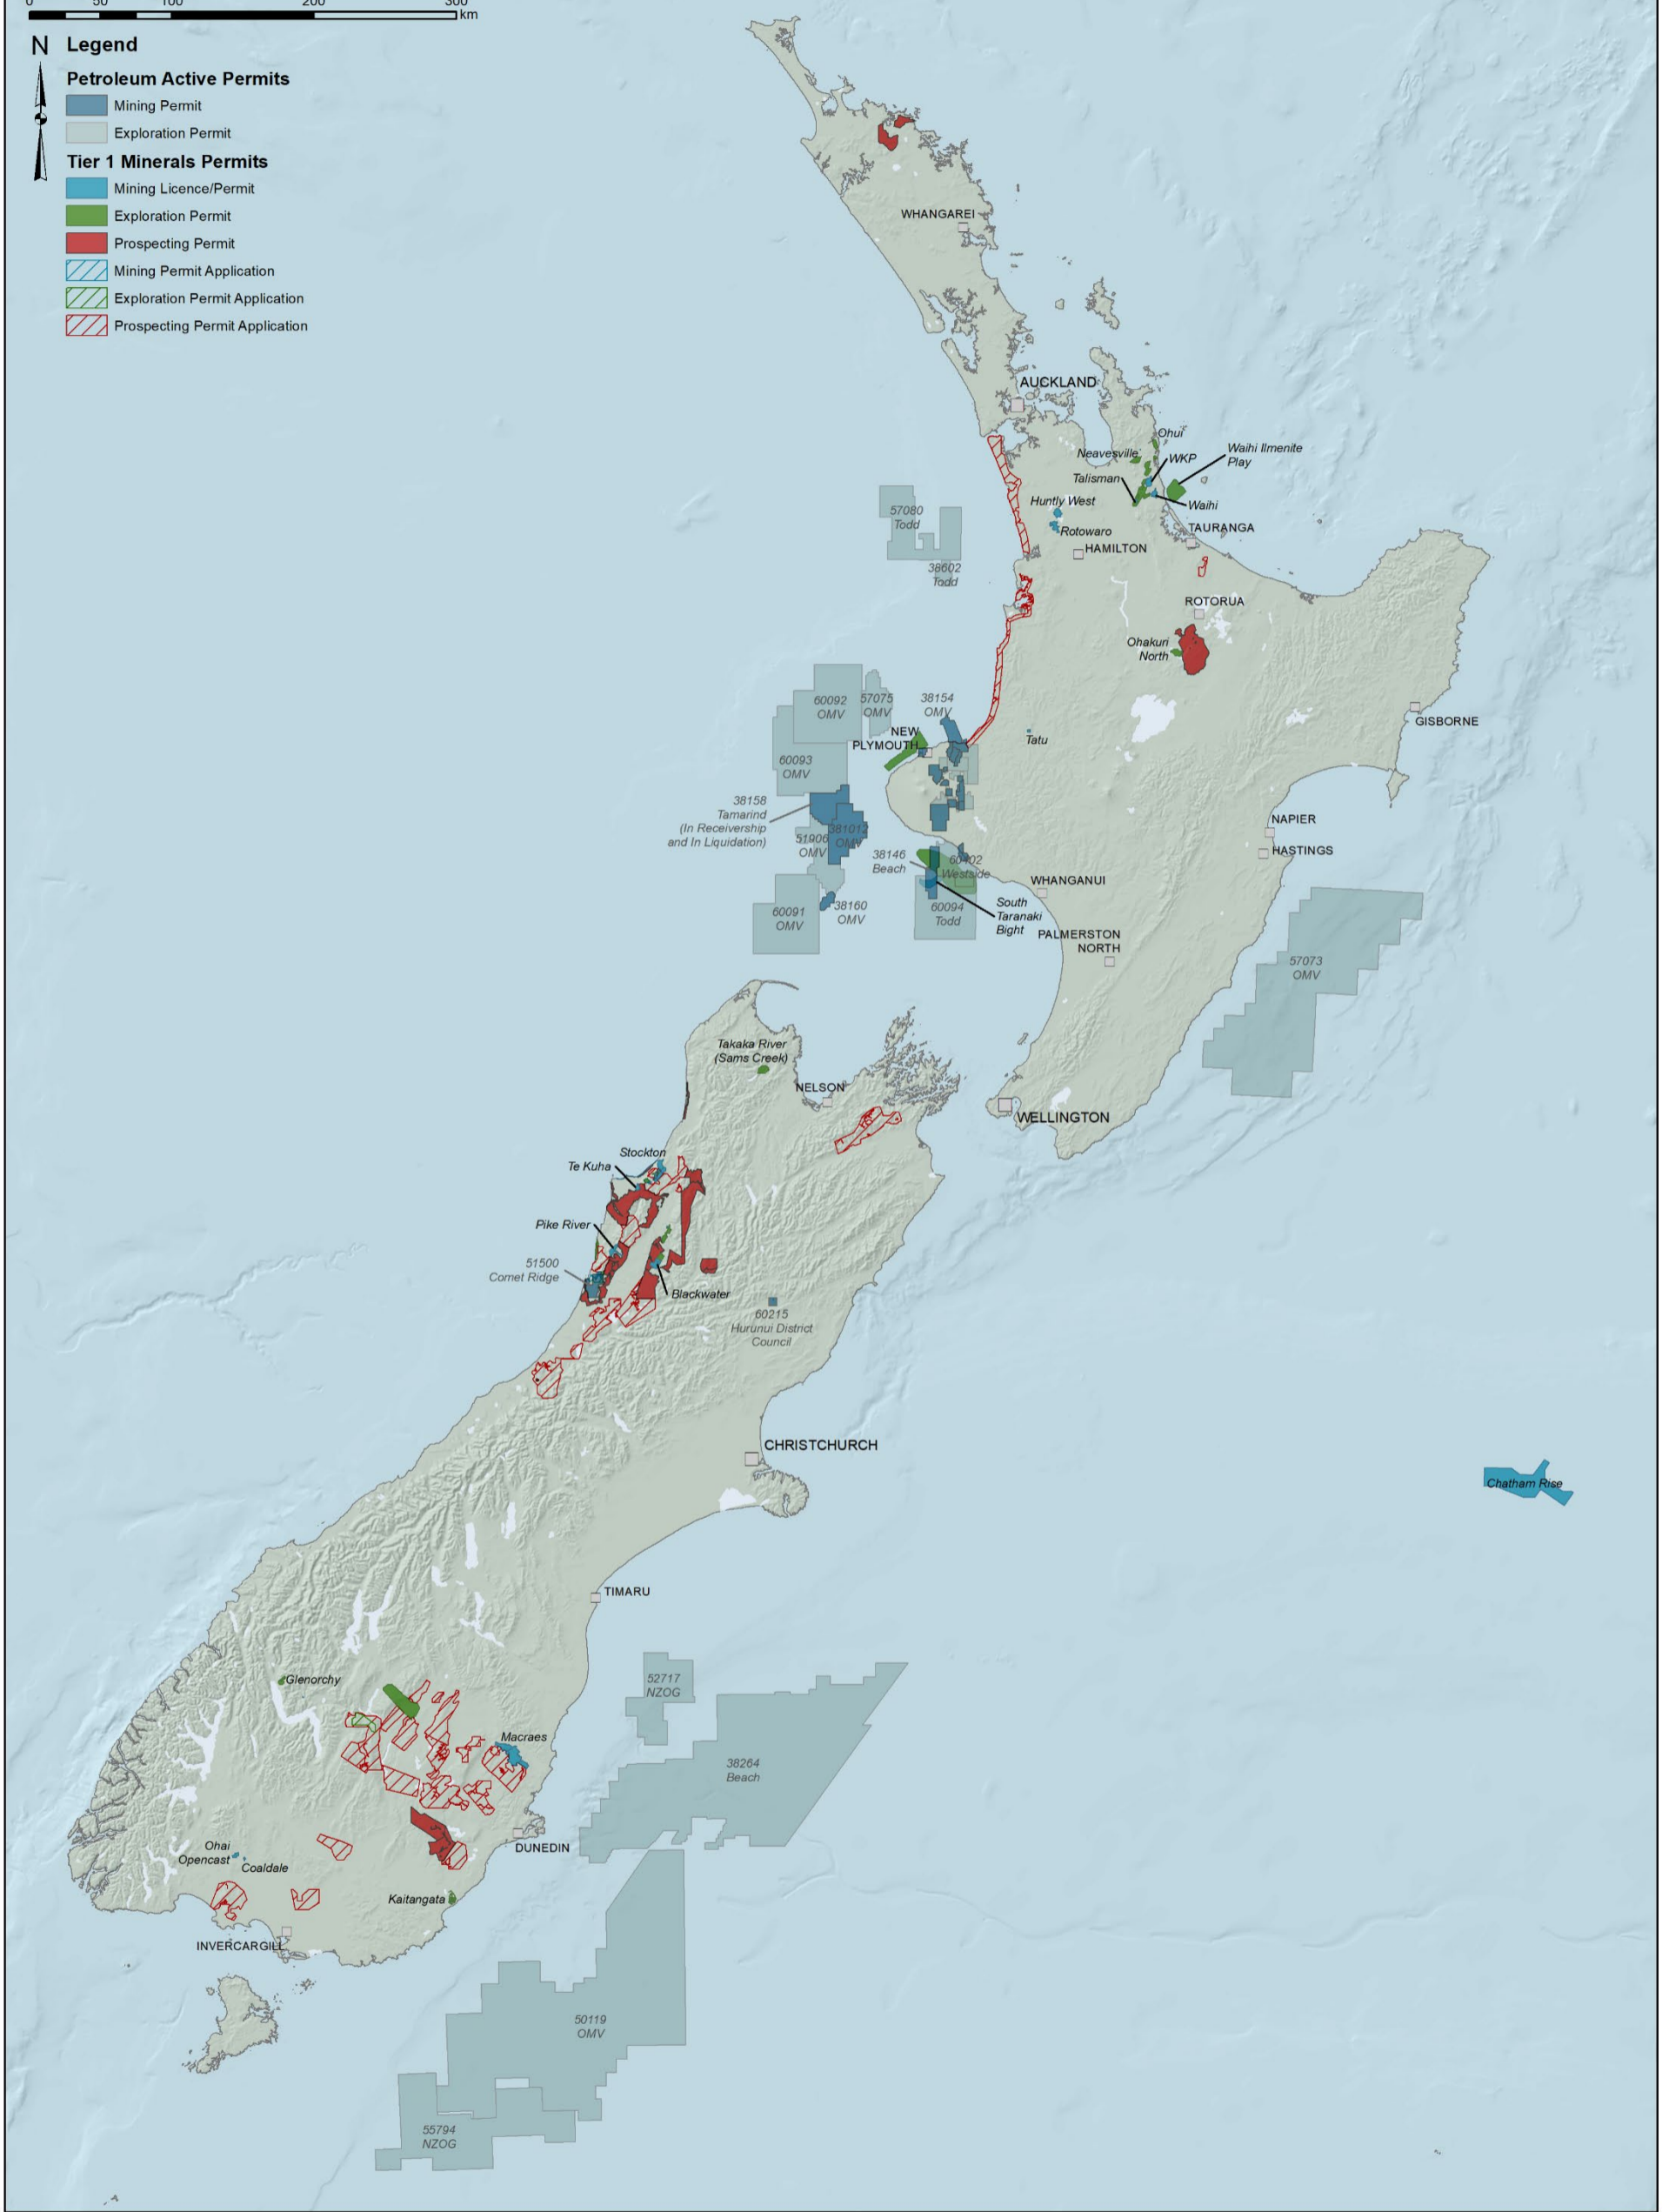 0 50 100 200 300
km
N
Legend
Petroleum Active Permits
Mining Permit
Exploration Permit
Tier 1 Minerals Permits
Mining Licence/Permit
Exploration Permit
Prospecting Permit
Mining Permit Application
Exploration Permit Application
Prospecting Permit Application
WHANGAREI
AUCKLAND
Ohui
Neavesville
WKP
Waihi Ilmenite
Play
Talisman
Waihi
Huntly West
Rotowaro
TAURANGA
HAMILTON
57080
Todd
38602
Todd
ROTORUA
Ohakuri
North
60092
OMV
57075
OMV
38154
OMV
NEW
PLYMOUTH
Tatu
GISBORNE
60093
OMV
38158
Tamarind
(In Receivership
and In Liquidation)
381012
OMV
51906
OMV
NAPIER
HASTINGS
38146
Beach
60402
Westside
WHANGANUI
38160
OMV
60091
OMV
60094
Todd
South
Taranaki
Bight
PALMERSTON
NORTH
57073
OMV
Takaka River
(Sams Creek)
NELSON
WELLINGTON
Stockton
Te Kuha
Pike River
51500
Comet Ridge
Blackwater
60215
Hurunui District
Council
CHRISTCHURCH
Chatham Rise
TIMARU
Glenorchy
52717
NZOG
Macraes
38264
Beach
DUNEDIN
Ohai
Opencast
Coaldale
Kaitangata
INVERCARGILL
50119
OMV
55794
NZOG